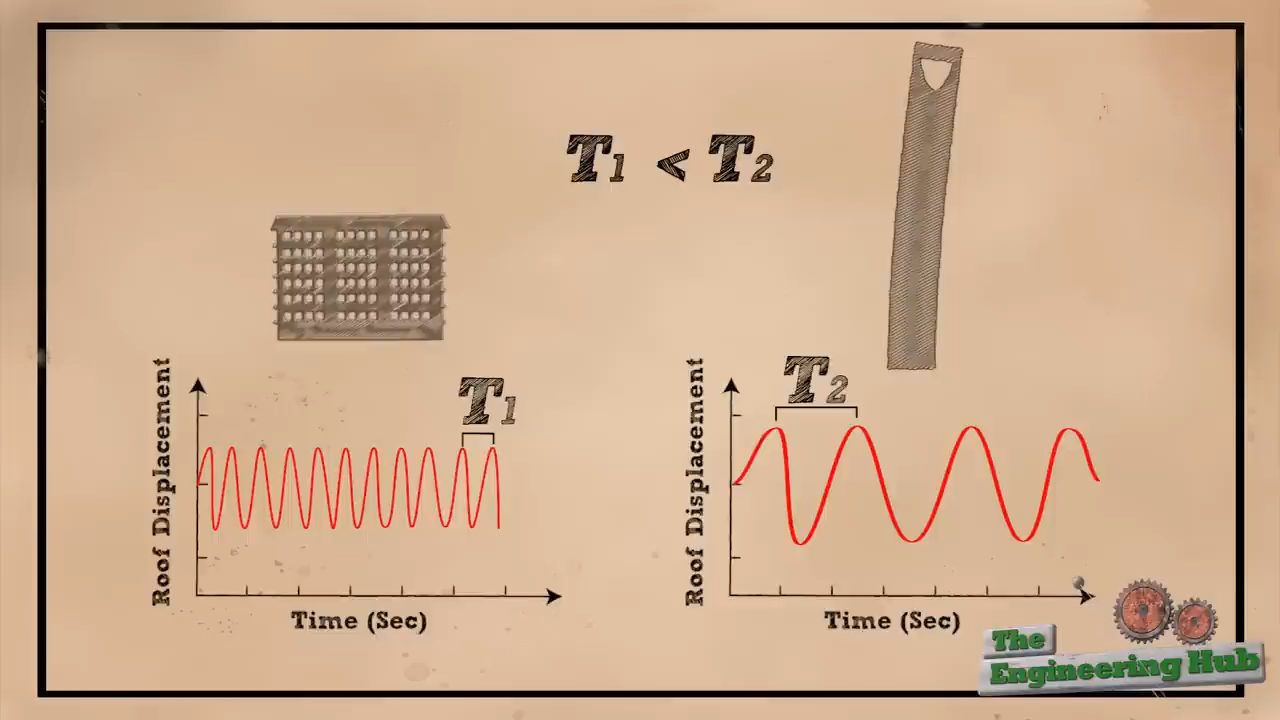 T1 < T2
T1
T2
Roof Displacement
Time (Sec)
Roof Displacement
Time (Sec)
The
Engineering Hub